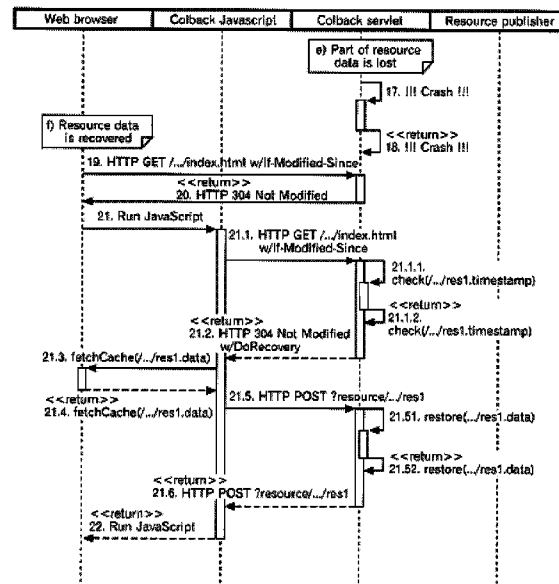 Web browser
Colback Javascript
Colback servlet
Resource publisher
e) Part of resource
data is lost
17. !!! Crash !!!
<<return>>
18. !!! Crash !!!
f) Resource data
is recovered
19. HTTP GET /.../index.html w/If-Modified-Since
<<return>>
20. HTTP 304 Not Modified
21. Run JavaScript
21.1. HTTP GET /.../index.html
w/If-Modified-Since
21.1.1.
check(/.../res1.timestamp)
<<return>>
21.1.2.
check(/.../res1.timestamp)
<<return>>
21.2. HTTP 304 Not Modified
w/DoRecovery
21.3. fetchCache(/.../res1.data)
<<return>>
21.4. fetchCache(/.../res1.data)
21.5. HTTP POST ?resource/.../res1
21.51. restore(.../res1.data)
<<return>>
21.52. restore(.../res1.data)
<<return>>
21.6. HTTP POST ?resource/.../res1
<<return>>
22. Run JavaScript